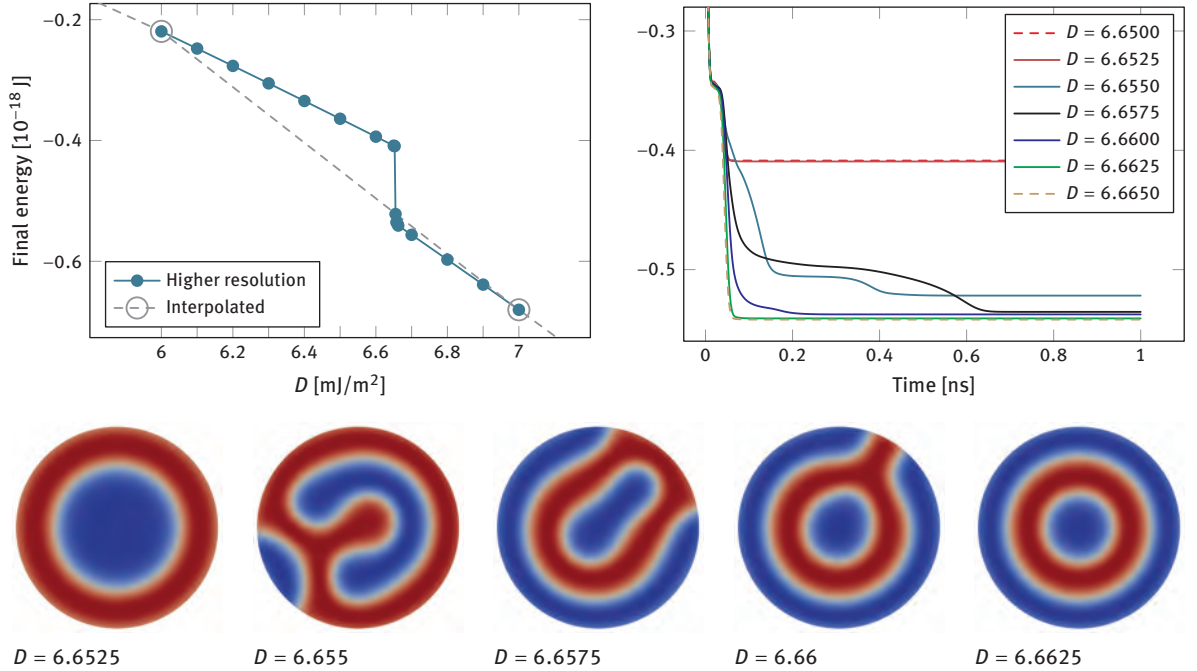 −0.2
−0.4
−0.6
Final energy [10⁻¹⁸ J]
Higher resolution
Interpolated
6
6.2
6.4
6.6
6.8
7
D [mJ/m²]
−0.3
−0.4
−0.5
D = 6.6500
D = 6.6525
D = 6.6550
D = 6.6575
D = 6.6600
D = 6.6625
D = 6.6650
0
0.2
0.4
0.6
0.8
1
Time [ns]
D = 6.6525
D = 6.655
D = 6.6575
D = 6.66
D = 6.6625